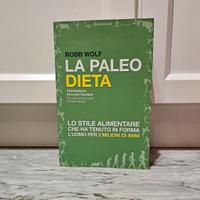 ROBB WOLF
LA PALEO
DIETA
LO STILE ALIMENTARE
CHE HA TENUTO IN FORMA
L'UOMO PER 2 MILIONI DI ANNI